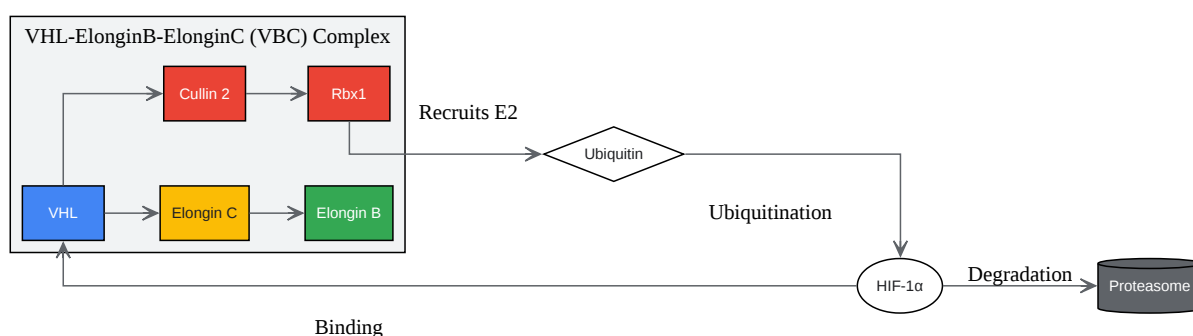 VHL-ElonginB-ElonginC (VBC) Complex
Cullin 2
Rbx1
Recruits E2
Ubiquitin
VHL
Elongin C
Elongin B
Ubiquitination
HIF-1α
Degradation
Proteasome
Binding